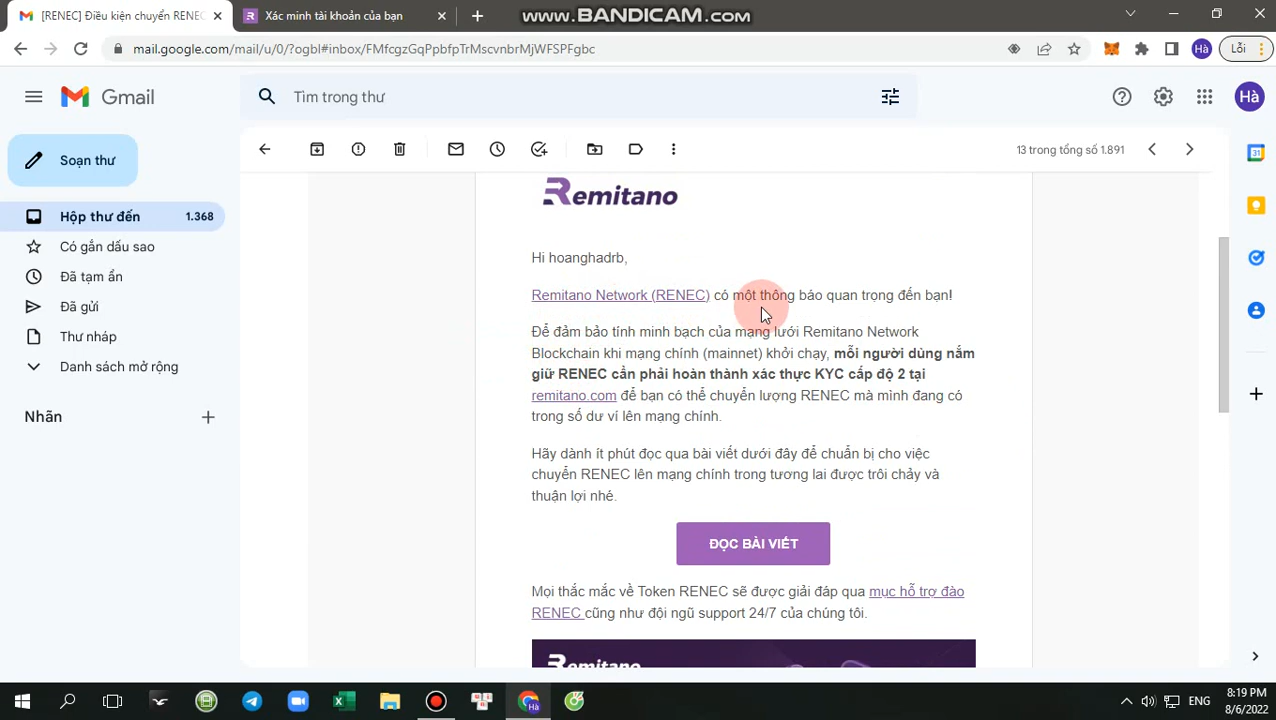 [RENEC] Điều kiện chuyển RENEC
Xác minh tài khoản của bạn
www.BANDICAM.com
mail.google.com/mail/u/0/?ogbl#inbox/FMfcgzGqPpbfpTrMscvnbrMjWFSPFgbc
Hà
Lỗi
Gmail
Tìm trong thư
Hà
Soạn thư
13 trong tổng số 1.891
Hộp thư đến 1.368
Có gắn dấu sao
Đã tạm ẩn
Đã gửi
Thư nháp
Danh sách mở rộng
Nhãn
Remitano
Hi hoanghadrb,
Remitano Network (RENEC) có một thông báo quan trọng đến bạn!
Để đảm bảo tính minh bạch của mạng lưới Remitano Network
Blockchain khi mạng chính (mainnet) khởi chạy, mỗi người dùng nắm
giữ RENEC cần phải hoàn thành xác thực KYC cấp độ 2 tại
remitano.com để bạn có thể chuyển lượng RENEC mà mình đang có
trong số dư ví lên mạng chính.
Hãy dành ít phút đọc qua bài viết dưới đây để chuẩn bị cho việc
chuyển RENEC lên mạng chính trong tương lai được trôi chảy và
thuận lợi nhé.
ĐỌC BÀI VIẾT
Mọi thắc mắc về Token RENEC sẽ được giải đáp qua mục hỗ trợ đào
RENEC cũng như đội ngũ support 24/7 của chúng tôi.
Remitano
Hà
ENG
8:19 PM
8/6/2022